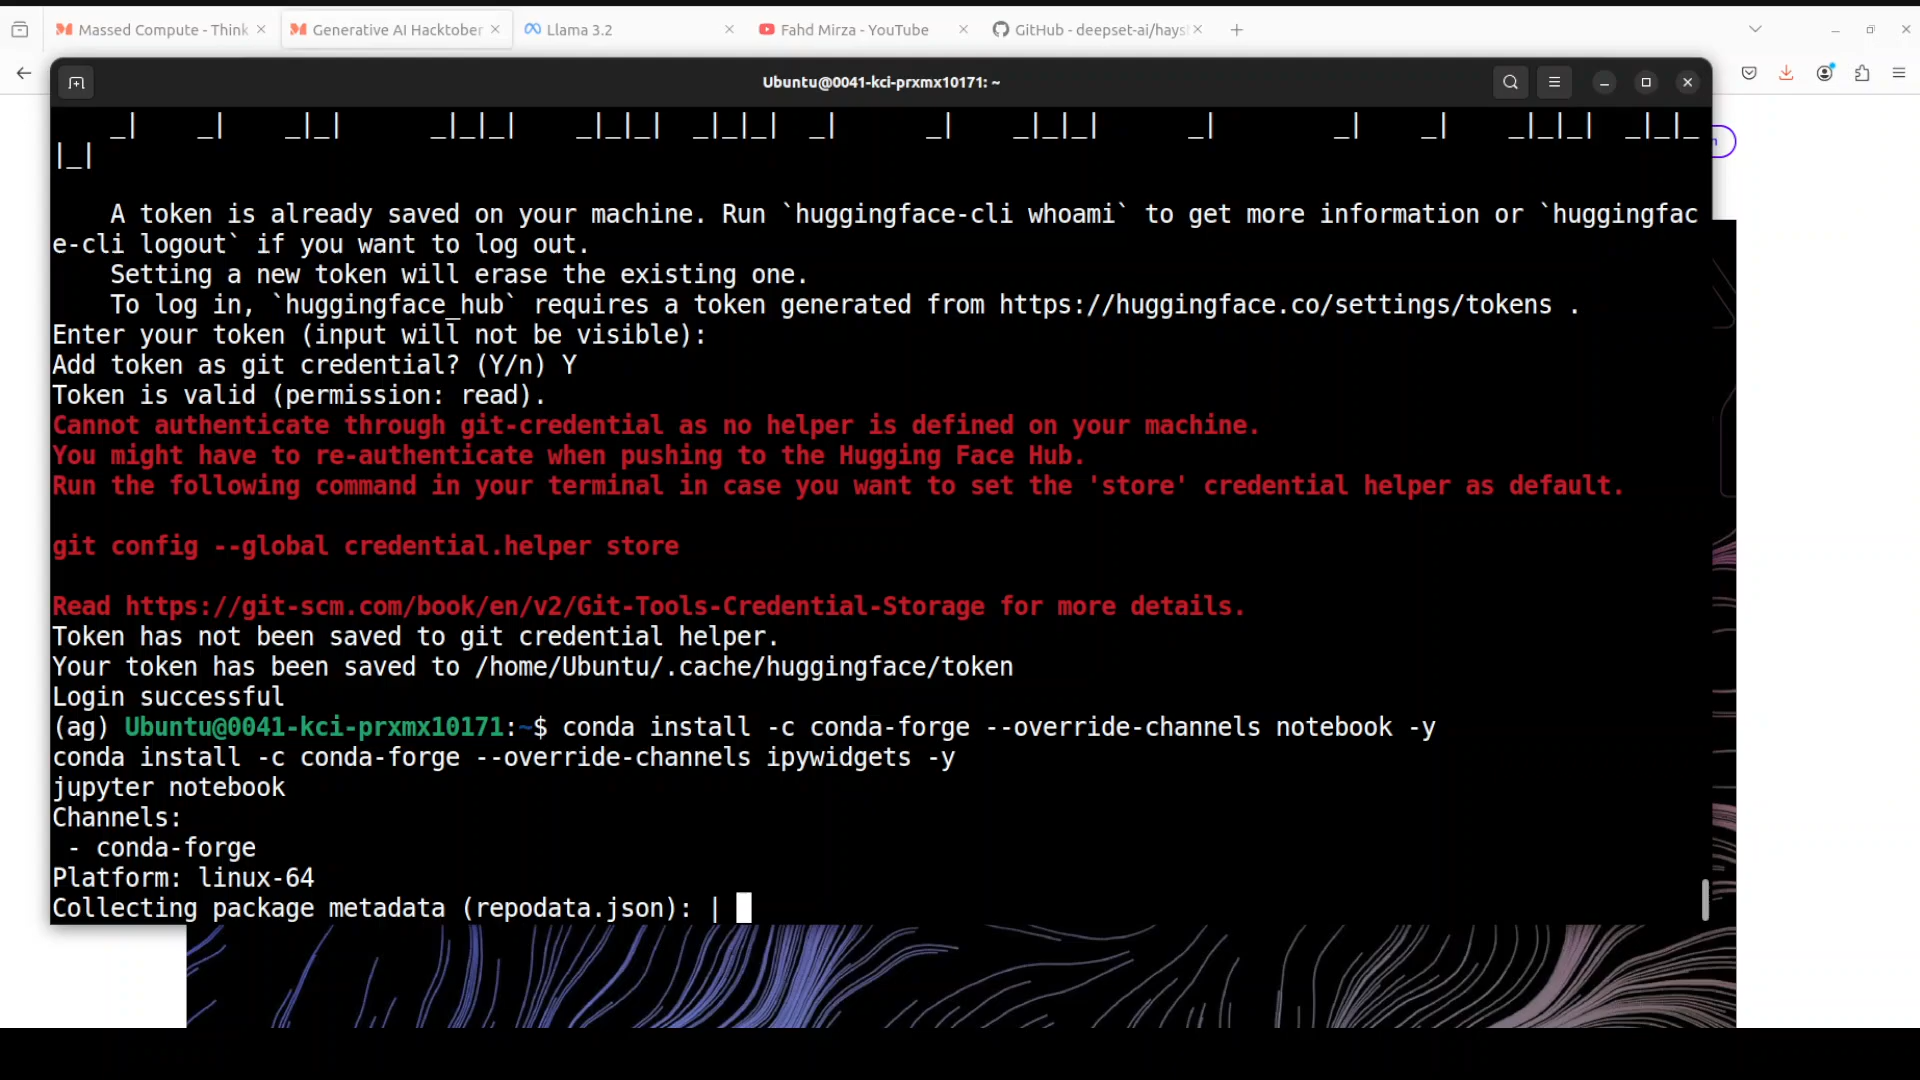 Massed Compute - Think
Generative AI Hacktober
Llama 3.2
Fahd Mirza - YouTube
GitHub - deepset-ai/hays
Ubuntu@0041-kci-prxmx10171: ~
_|    _|    _|_|     _|_|_|    _|_|_|  _|_|_|  _|      _|    _|_|_|      _|        _|    _|    _|_|_|  _|_|_
|_|
A token is already saved on your machine. Run `huggingface-cli whoami` to get more information or `huggingfac
e-cli logout` if you want to log out.
Setting a new token will erase the existing one.
To log in, `huggingface_hub` requires a token generated from https://huggingface.co/settings/tokens .
Enter your token (input will not be visible):
Add token as git credential? (Y/n) Y
Token is valid (permission: read).
Cannot authenticate through git-credential as no helper is defined on your machine.
You might have to re-authenticate when pushing to the Hugging Face Hub.
Run the following command in your terminal in case you want to set the 'store' credential helper as default.
git config --global credential.helper store
Read https://git-scm.com/book/en/v2/Git-Tools-Credential-Storage for more details.
Token has not been saved to git credential helper.
Your token has been saved to /home/Ubuntu/.cache/huggingface/token
Login successful
(ag) Ubuntu@0041-kci-prxmx10171:~$ conda install -c conda-forge --override-channels notebook -y
conda install -c conda-forge --override-channels ipywidgets -y
jupyter notebook
Channels:
- conda-forge
Platform: linux-64
Collecting package metadata (repodata.json): |